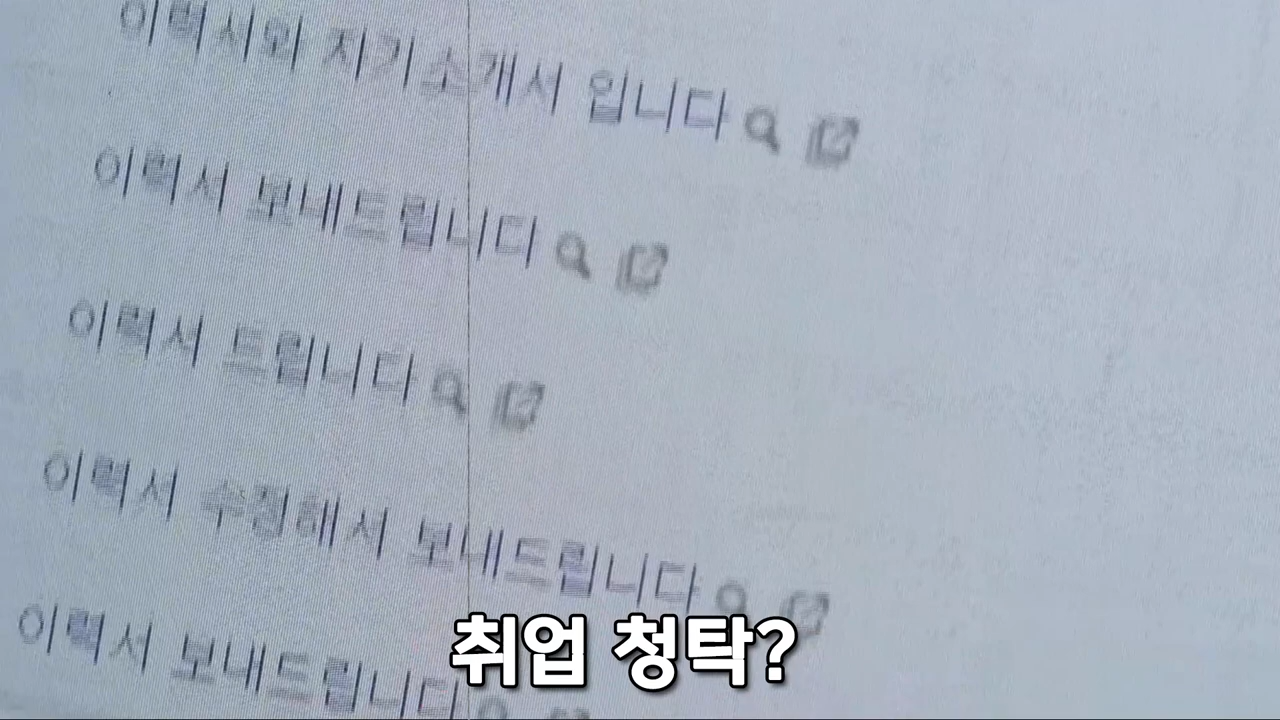 이력서와 자기소개서 입니다
이력서 보내드립니다
이력서 드립니다
이력서 수정해서 보내드립니다
이력서 보내드립니다
취업 청탁?